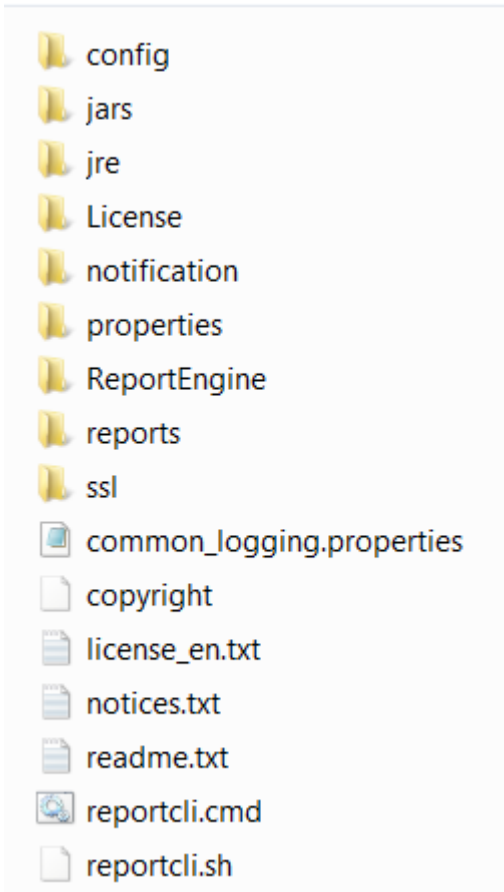 config
jars
jre
License
notification
properties
ReportEngine
reports
ssl
common_logging.properties
copyright
license_en.txt
notices.txt
readme.txt
reportcli.cmd
reportcli.sh